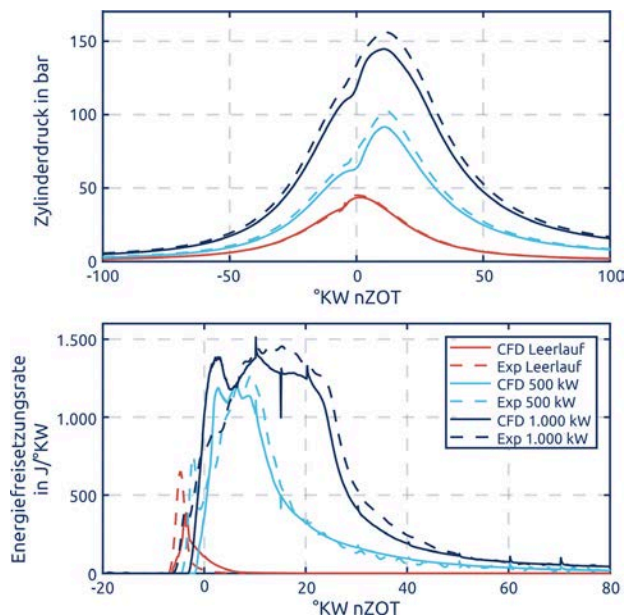 150
100
50
0
-100
-50
0
50
100
Zylinderdruck in bar
°KW nZOT
1.500
1.000
500
0
-20
0
20
40
60
80
Energiefreisetzungsrate
in J/°KW
°KW nZOT
CFD Leerlauf
Exp Leerlauf
CFD 500 kW
Exp 500 kW
CFD 1.000 kW
Exp 1.000 kW